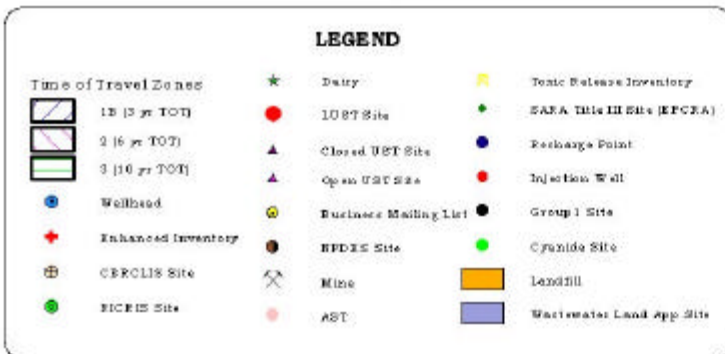 LEGEND
Time of Travel Zones
1B (3 yr TOT)
2 (6 yr TOT)
3 (10 yr TOT)
Wellhead
Enhanced Inventory
CERCLIS Site
RICRIS Site
Dairy
LUST Site
Closed UST Site
Open UST Site
Business Mailing List
NPDES Site
Mine
AST
Toxic Release Inventory
SARA Title III Site (EPCRA)
Recharge Point
Injection Well
Group 1 Site
Cyanide Site
Landfill
Wastewater Land App. Site